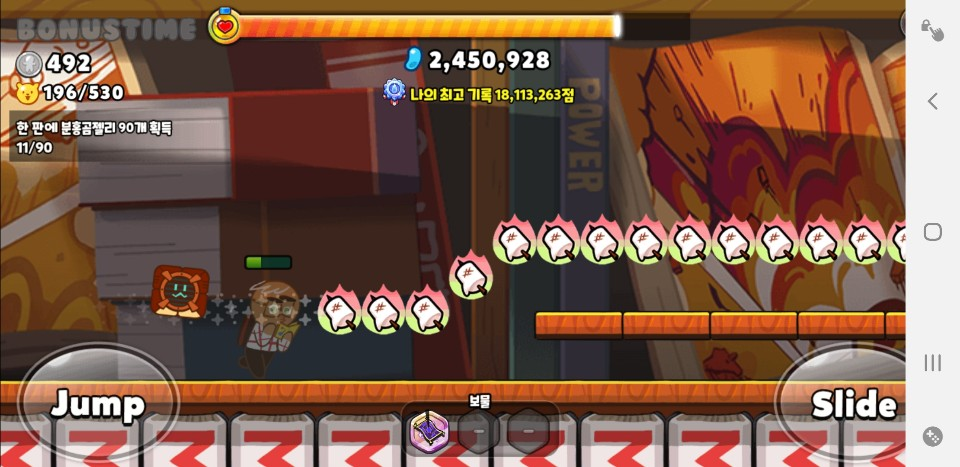 BONUSTIME
492
2,450,928
196/530
나의 최고 기록 18,113,263점
한 판에 분홍곰젤리 90개 획득
11/90
POWER
Jump
보물
Slide